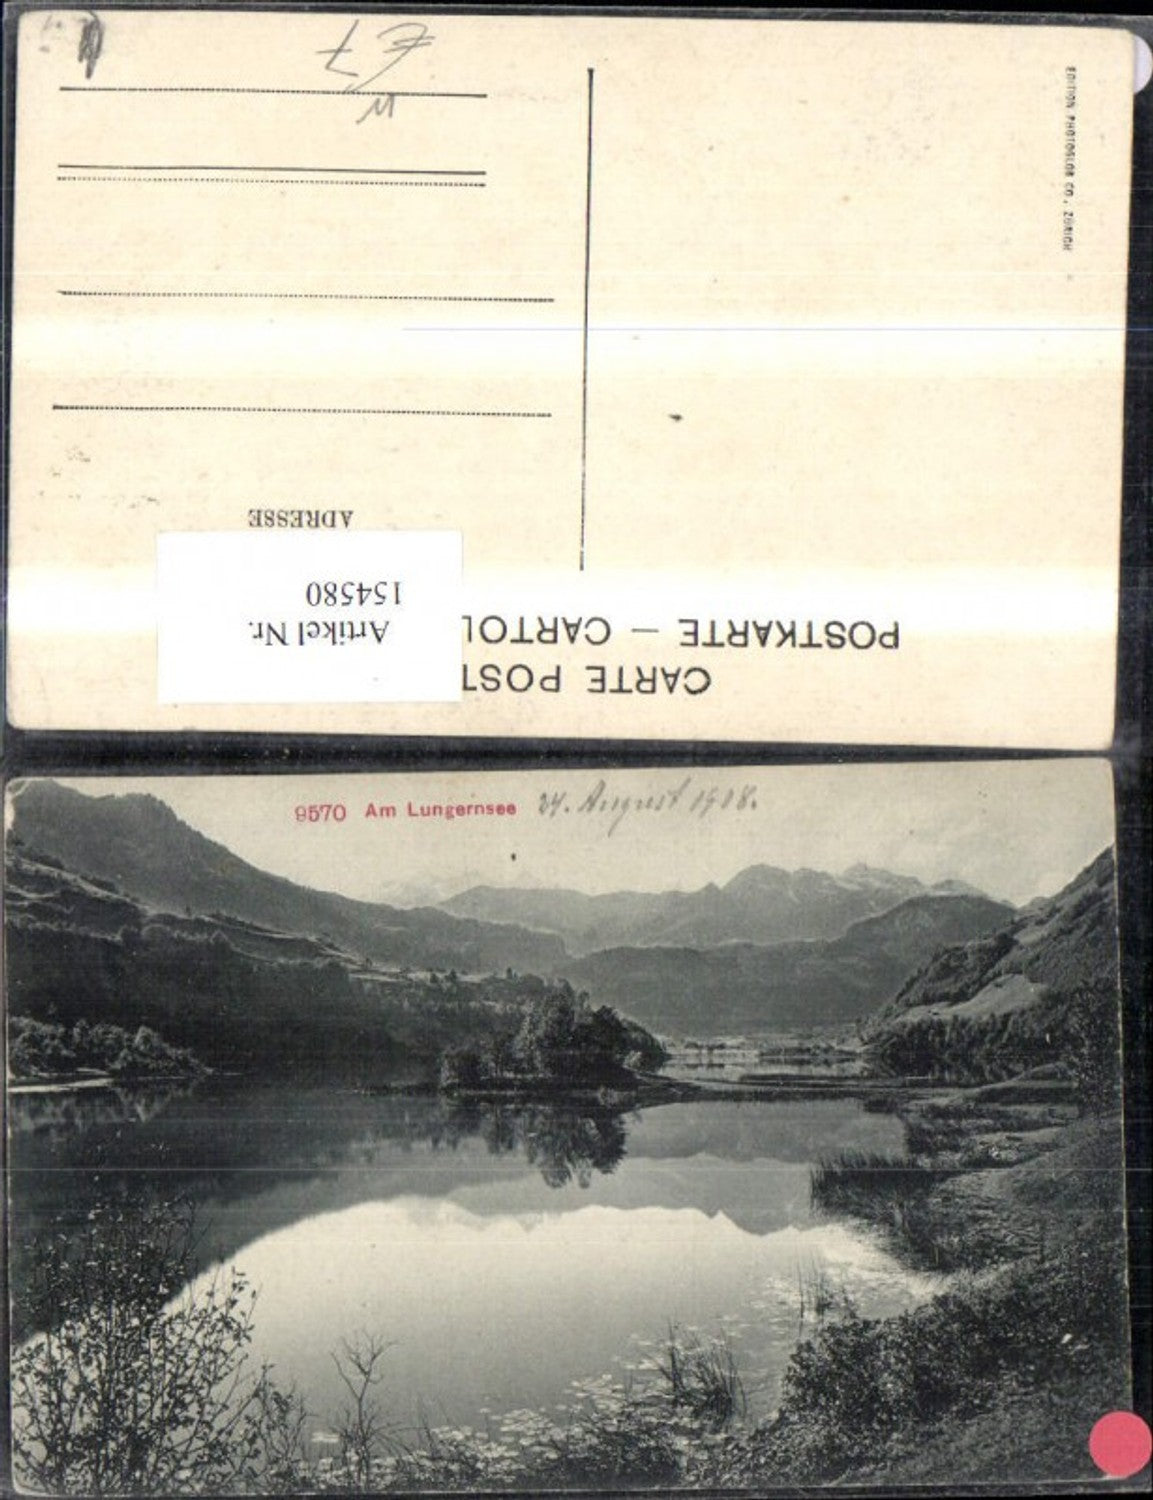 CARTE POST
POSTKARTE — CARTOL
Artikel Nr.
154580
ADRESSE
EDITION PHOTOGLOB CO., ZÜRICH
9570 Am Lungernsee 24. August 1908.